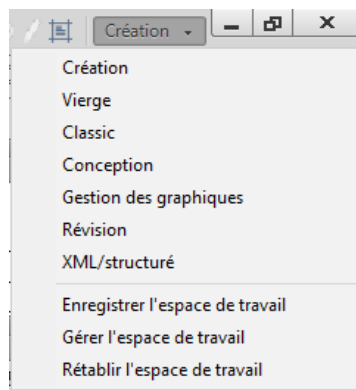 Création
Création
Vierge
Classic
Conception
Gestion des graphiques
Révision
XML/structuré
Enregistrer l'espace de travail
Gérer l'espace de travail
Rétablir l'espace de travail